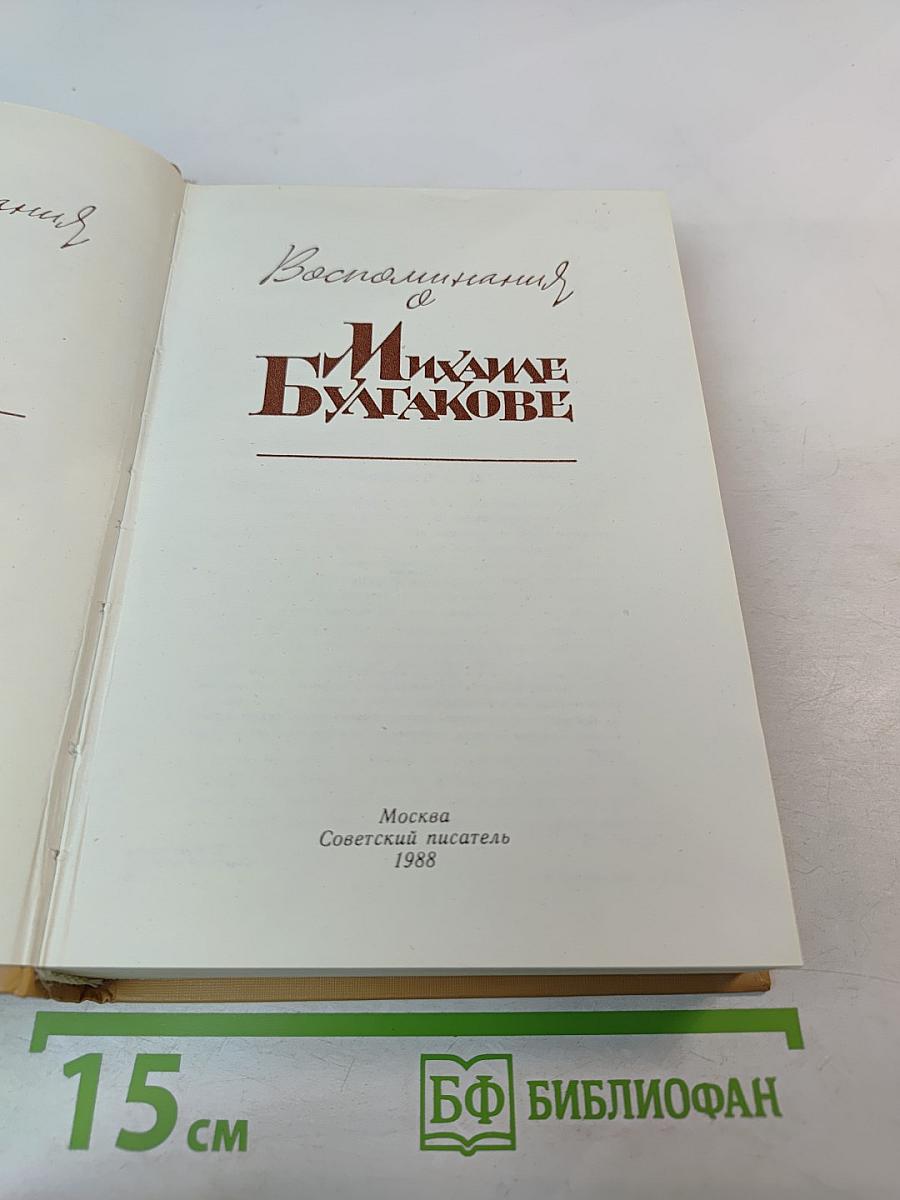 Воспоминания
о
Михаиле
Булгакове
Москва
Советский писатель
1988
15 см
БФ БИБЛИОФАН